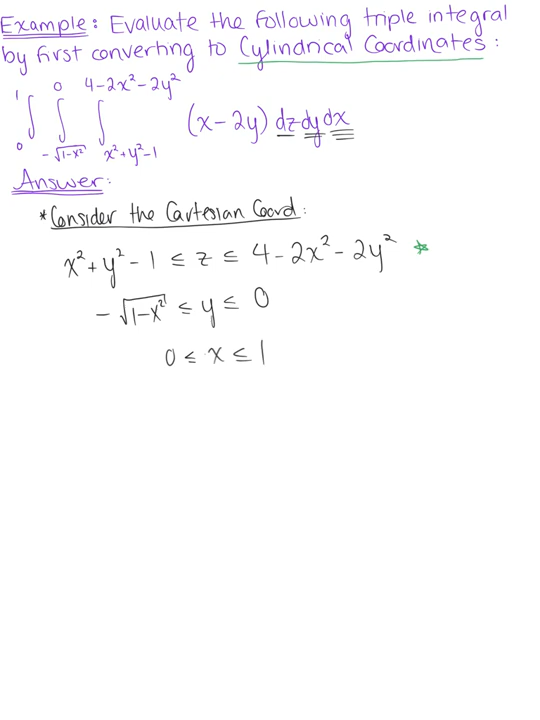 Example: Evaluate the following triple integral
by first converting to Cylindrical Coordinates:
∫₀¹ ∫_{-√(1-x²)}^{0} ∫_{x²+y²-1}^{4-2x²-2y²} (x-2y) dz dy dx
Answer:
*Consider the Cartesian Coord:
x²+y²-1 ≤ z ≤ 4-2x²-2y² *
-√(1-x²) ≤ y ≤ 0
0 ≤ x ≤ 1